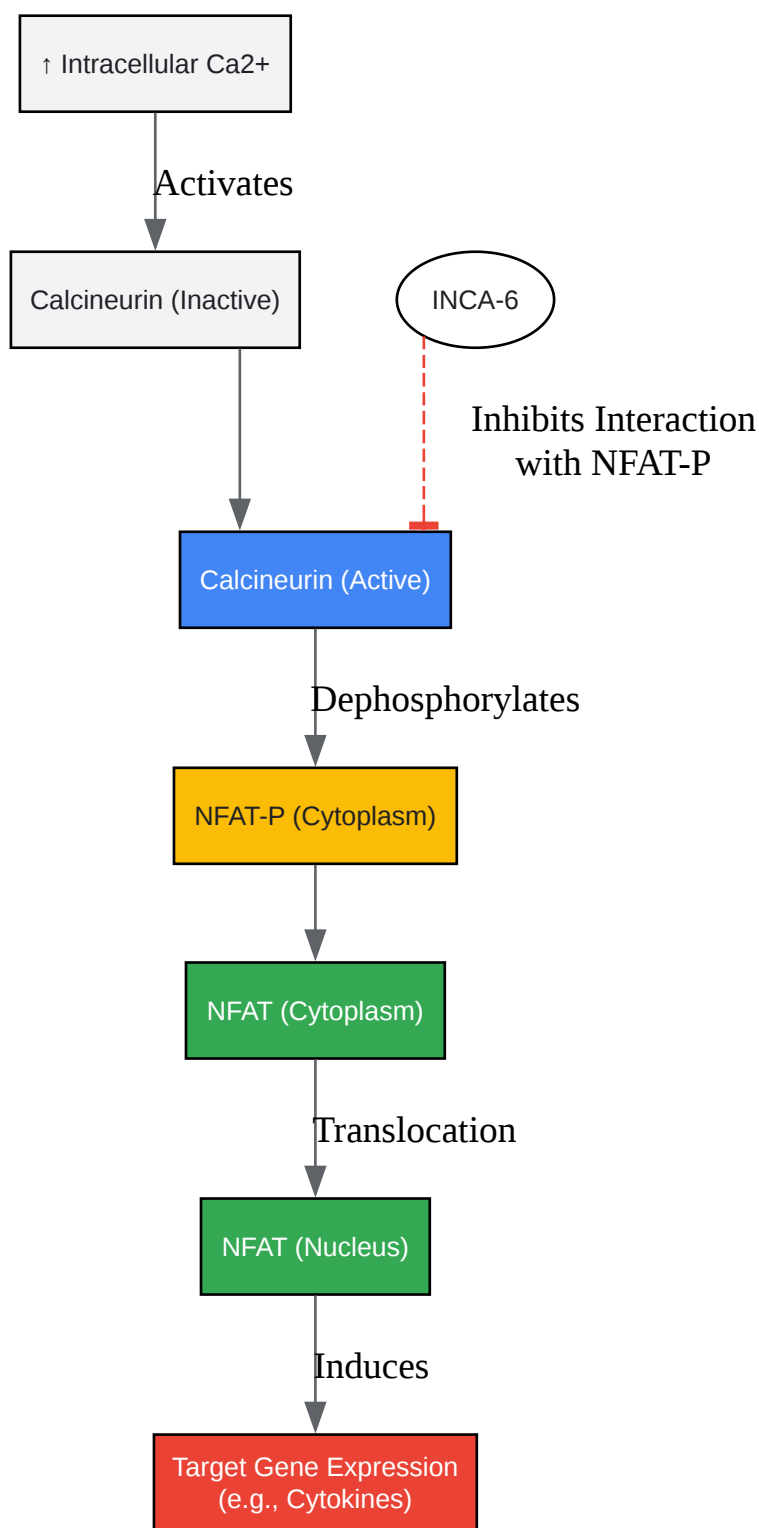 ↑ Intracellular Ca2+
Activates
Calcineurin (Inactive)
INCA-6
Inhibits Interaction
with NFAT-P
Calcineurin (Active)
Dephosphorylates
NFAT-P (Cytoplasm)
NFAT (Cytoplasm)
Translocation
NFAT (Nucleus)
Induces
Target Gene Expression
(e.g., Cytokines)